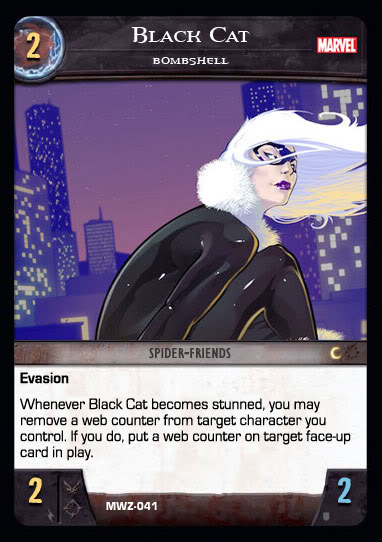 2
BLACK CAT
MARVEL
BOMBSHELL
SPIDER-FRIENDS
C
Evasion
Whenever Black Cat becomes stunned, you may
remove a web counter from target character you
control. If you do, put a web counter on target face-up
card in play.
2
MWZ-041
2